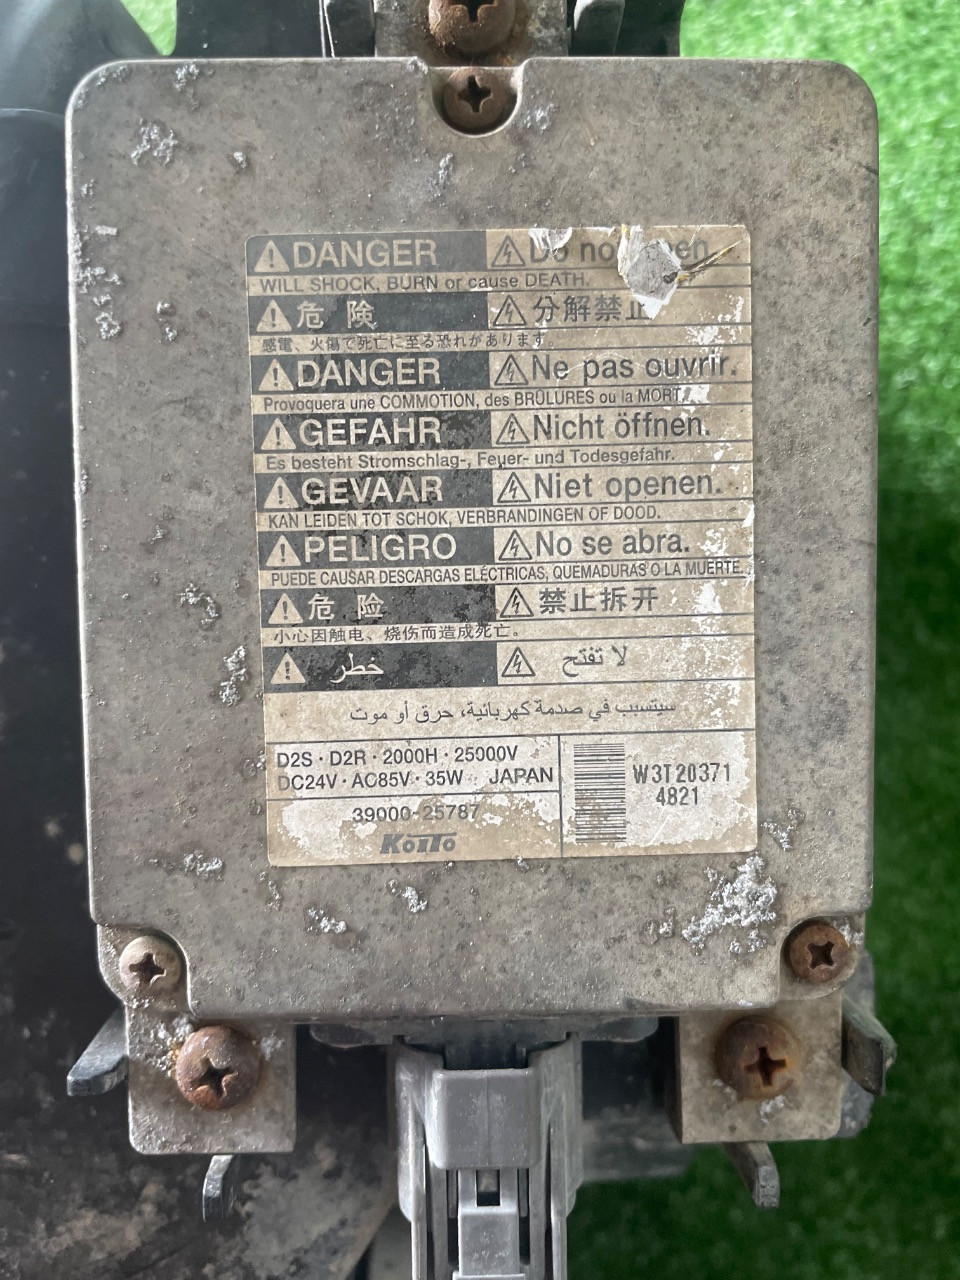 DANGER Do no
WILL SHOCK, BURN or cause DEATH.
危険 分解禁止
感電、火傷で死亡に至る恐れがあります。
DANGER Ne pas ouvrir.
Provoquera une COMMOTION, des BRÛLURES ou la MORT.
GEFAHR Nicht öffnen.
Es besteht Stromschlag-, Feuer- und Todesgefahr.
GEVAAR Niet openen.
KAN LEIDEN TOT SCHOK, VERBRANDINGEN OF DOOD.
PELIGRO No se abra.
PUEDE CAUSAR DESCARGAS ELÉCTRICAS, QUEMADURAS O LA MUERTE.
危险 禁止拆开
小心因触电、烧伤而造成死亡。
خطر لا تفتح
سيتسبب في صدمة كهربائية، حرق أو موت
D2S · D2R · 2000H · 25000V
DC24V · AC85V · 35W JAPAN
39000-25787
KOITO
W3T20371
4821